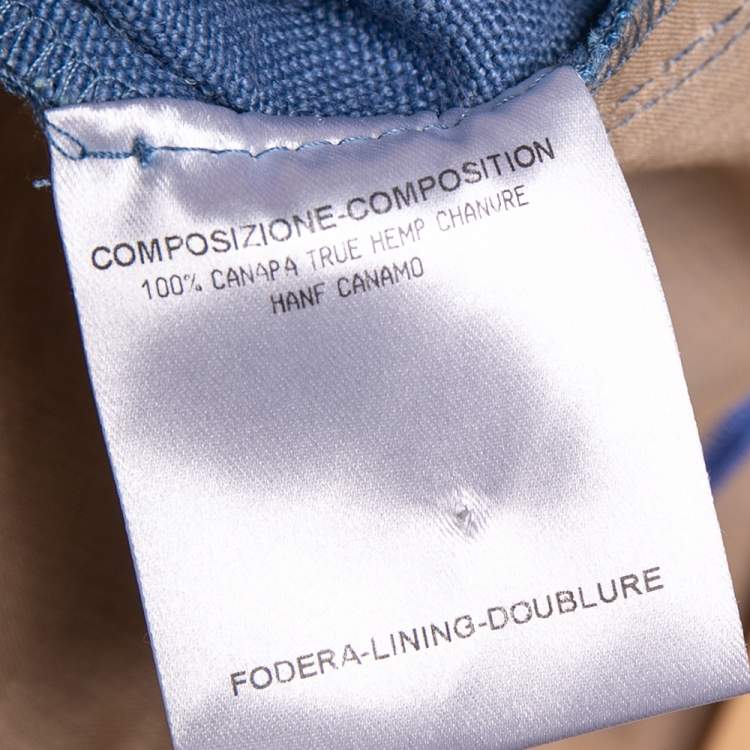 COMPOSIZIONE-COMPOSITION
100% CANAPA TRUE HEMP CHANVRE
HANF CANAMO
FODERA-LINING-DOUBLURE